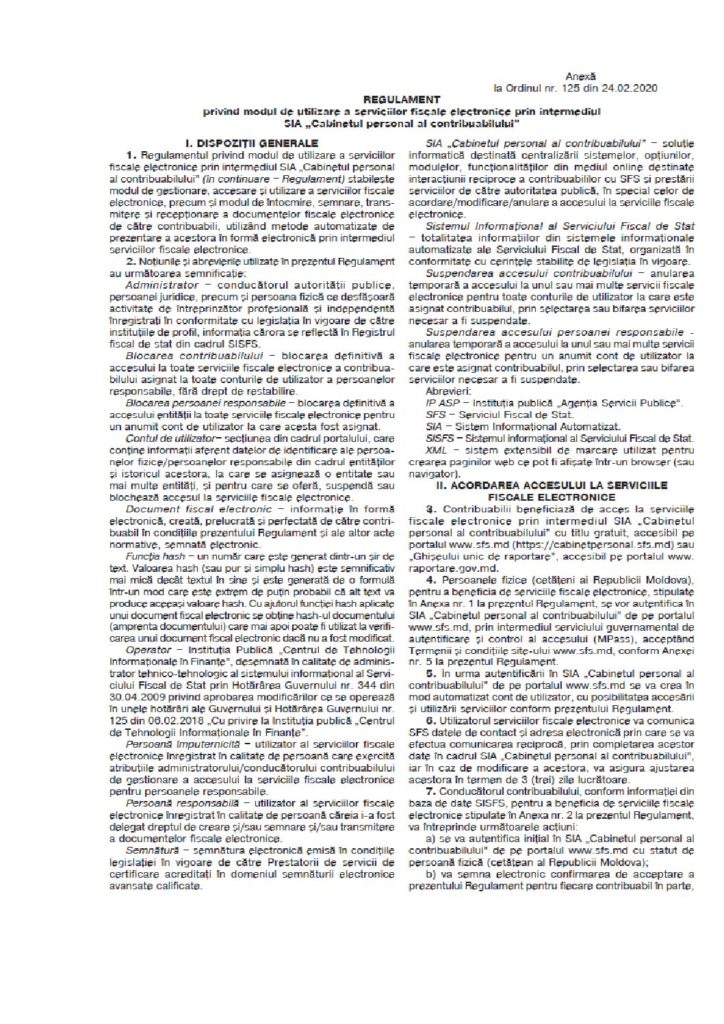 Anexă
la Ordinul nr. 125 din 24.02.2020
REGULAMENT
privind modul de utilizare a serviciilor fiscale electronice prin intermediul
SIA „Cabinetul personal al contribuabilului”
I. DISPOZIȚII GENERALE
1. Regulamentul privind modul de utilizare a serviciilor
fiscale electronice prin intermediul SIA „Cabinetul personal
al contribuabilului” (în continuare – Regulament) stabilește
modul de gestionare, accesare și utilizare a serviciilor fiscale
electronice, precum și modul de întocmire, semnare, trans-
mitere și recepționare a documentelor fiscale electronice
de către contribuabili, utilizând metode automatizate de
prezentare a acestora în formă electronică prin intermediul
serviciilor fiscale electronice.
2. Noțiunile și abrevierile utilizate în prezentul Regulament
au următoarea semnificație:
Administrator – conducătorul autorității publice,
persoanei juridice, precum și persoana fizică ce desfășoară
activitate de întreprinzător profesională și independentă
înregistrați în conformitate cu legislația în vigoare de către
instituțiile de profil, informația cărora se reflectă în Registrul
fiscal de stat din cadrul SISFS.
Blocarea contribuabilului – blocarea definitivă a
accesului la toate serviciile fiscale electronice a contribua-
bilului asignat la toate conturile de utilizator a persoanelor
responsabile, fără drept de restabilire.
Blocarea persoanei responsabile – blocarea definitivă a
accesului entității la toate serviciile fiscale electronice pentru
un anumit cont de utilizator la care acesta a fost asignat.
Contul de utilizator– secțiunea din cadrul portalului, care
conține informații aferent datelor de identificare ale persoa-
nelor fizice/persoanelor responsabile din cadrul entităților
și istoricul acestora, la care se asignează o entitate sau
mai multe entități, și pentru care se oferă, suspendă sau
blochează accesul la serviciile fiscale electronice.
Document fiscal electronic – informație în formă
electronică, creată, prelucrată și perfectată de către contri-
buabil în condițiile prezentului Regulament și ale altor acte
normative, semnată electronic.
Funcția hash – un număr care este generat dintr-un șir de
text. Valoarea hash (sau pur și simplu hash) este semnificativ
mai mică decât textul în sine și este generată de o formulă
într-un mod care este extrem de puțin probabil că alt text va
produce aceeași valoare hash. Cu ajutorul funcției hash aplicate
unui document fiscal electronic se obține hash-ul documentului
(amprenta documentului) care mai apoi poate fi utilizat la verifi-
carea unui document fiscal electronic dacă nu a fost modificat.
Operator – Instituția Publică „Centrul de Tehnologii
Informaționale în Finanțe”, desemnată în calitate de adminis-
trator tehnico-tehnologic al sistemului informațional al Servi-
ciului Fiscal de Stat prin Hotărârea Guvernului nr. 344 din
30.04.2009 privind aprobarea modificărilor ce se operează
în unele hotărâri ale Guvernului și Hotărârea Guvernului nr.
125 din 06.02.2018 „Cu privire la Instituția publică „Centrul
de Tehnologii Informaționale în Finanțe”.
Persoană împuternicită – utilizator al serviciilor fiscale
electronice înregistrat în calitate de persoană care exercită
atribuțiile administratorului/conducătorului contribuabilului
de gestionare a accesului la serviciile fiscale electronice
pentru persoanele responsabile.
Persoană responsabilă – utilizator al serviciilor fiscale
electronice înregistrat în calitate de persoană căreia i-a fost
delegat dreptul de creare și/sau semnare și/sau transmitere
a documentelor fiscale electronice.
Semnătură – semnătura electronică emisă în condițiile
legislației în vigoare de către Prestatorii de servicii de
certificare acreditați în domeniul semnăturii electronice
avansate calificate.
SIA „Cabinetul personal al contribuabilului” – soluție
informatică destinată centralizării sistemelor, opțiunilor,
modulelor, funcționalităților din mediul online destinate
interacțiunii reciproce a contribuabililor cu SFS și prestării
serviciilor de către autoritatea publică, în special celor de
acordare/modificare/anulare a accesului la serviciile fiscale
electronice.
Sistemul Informațional al Serviciului Fiscal de Stat
– totalitatea informațiilor din sistemele informaționale
automatizate ale Serviciului Fiscal de Stat, organizată în
conformitate cu cerințele stabilite de legislația în vigoare.
Suspendarea accesului contribuabilului – anularea
temporară a accesului la unul sau mai multe servicii fiscale
electronice pentru toate conturile de utilizator la care este
asignat contribuabilul, prin selectarea sau bifarea serviciilor
necesar a fi suspendate.
Suspendarea accesului persoanei responsabile -
anularea temporară a accesului la unul sau mai multe servicii
fiscale electronice pentru un anumit cont de utilizator la
care este asignat contribuabilul, prin selectarea sau bifarea
serviciilor necesar a fi suspendate.
Abrevieri:
IP ASP – Instituția publică „Agenția Servicii Publice”.
SFS – Serviciul Fiscal de Stat.
SIA – Sistem Informațional Automatizat.
SISFS – Sistemul informațional al Serviciului Fiscal de Stat.
XML – sistem extensibil de marcare utilizat pentru
crearea paginilor web ce pot fi afișate într-un browser (sau
navigator).
II. ACORDAREA ACCESULUI LA SERVICIILE
FISCALE ELECTRONICE
3. Contribuabilii beneficiază de acces la serviciile
fiscale electronice prin intermediul SIA „Cabinetul
personal al contribuabilului” cu titlu gratuit, accesibil pe
portalul www.sfs.md (https://cabinetpersonal.sfs.md) sau
„Ghișeului unic de raportare”, accesibil pe portalul www.
raportare.gov.md.
4. Persoanele fizice (cetățeni ai Republicii Moldova),
pentru a beneficia de serviciile fiscale electronice, stipulate
în Anexa nr. 1 la prezentul Regulament, se vor autentifica în
SIA „Cabinetul personal al contribuabilului” de pe portalul
www.sfs.md, prin intermediul serviciului guvernamental de
autentificare și control al accesului (MPass), acceptând
Termenii și condițiile site-ului www.sfs.md, conform Anexei
nr. 5 la prezentul Regulament.
5. În urma autentificării în SIA „Cabinetul personal al
contribuabilului” de pe portalul www.sfs.md se va crea în
mod automatizat cont de utilizator, cu posibilitatea accesării
și utilizării serviciilor conform prezentului Regulament.
6. Utilizatorul serviciilor fiscale electronice va comunica
SFS datele de contact și adresa electronică prin care se va
efectua comunicarea reciprocă, prin completarea acestor
date în cadrul SIA „Cabinetul personal al contribuabilului”,
iar în caz de modificare a acestora, va asigura ajustarea
acestora în termen de 3 (trei) zile lucrătoare.
7. Conducătorul contribuabilului, conform informației din
baza de date SISFS, pentru a beneficia de serviciile fiscale
electronice stipulate în Anexa nr. 2 la prezentul Regulament,
va întreprinde următoarele acțiuni:
a) se va autentifica inițial în SIA „Cabinetul personal al
contribuabilului” de pe portalul www.sfs.md cu statut de
persoană fizică (cetățean al Republicii Moldova);
b) va semna electronic confirmarea de acceptare a
prezentului Regulament pentru fiecare contribuabil în parte,